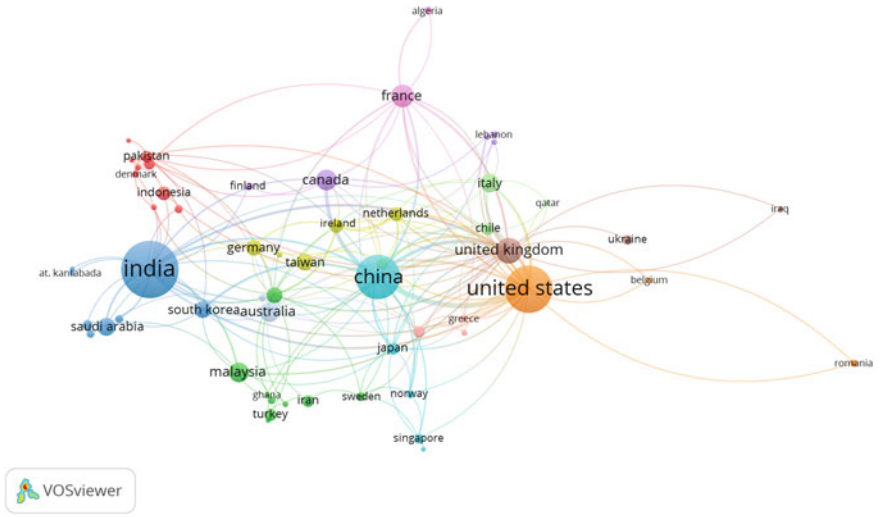 algeria
france
lebanon
pakistan
denmark
indonesia
finland
canada
italy
qatar
netherlands
ireland
chile
iraq
ukraine
germany
taiwan
united kingdom
india
at. kantabada
china
united states
belgium
south korea
australia
saudi arabia
greece
japan
romania
malaysia
ghana
turkey
iran
sweden
norway
singapore
VOSviewer